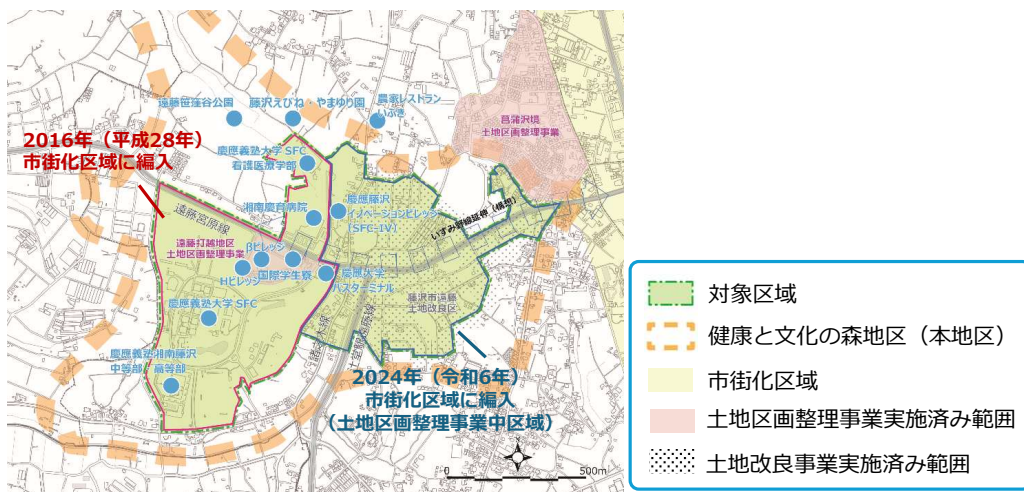 遠藤笹窪谷公園
藤沢えびね・やまゆり園
農家レストラン
いぶき
菖蒲沢境
土地区画整理事業
2016年（平成28年）
市街化区域に編入
慶應義塾大学 SFC
看護医療学部
遠藤宮原線
湘南慶育病院
慶應藤沢
イノベーションビレッジ
(SFC-IV)
いずみ野線延伸（構想）
遠藤打越地区
土地区画整理事業
βビレッジ
Hビレッジ
国際学生寮
慶應大学
バスターミナル
慶應義塾大学 SFC
藤沢市遠藤
土地改良区
慶應義塾湘南藤沢
中等部・高等部
2024年（令和6年）
市街化区域に編入
（土地区画整理事業中区域）
0
500m
対象区域
健康と文化の森地区（本地区）
市街化区域
土地区画整理事業実施済み範囲
土地改良事業実施済み範囲